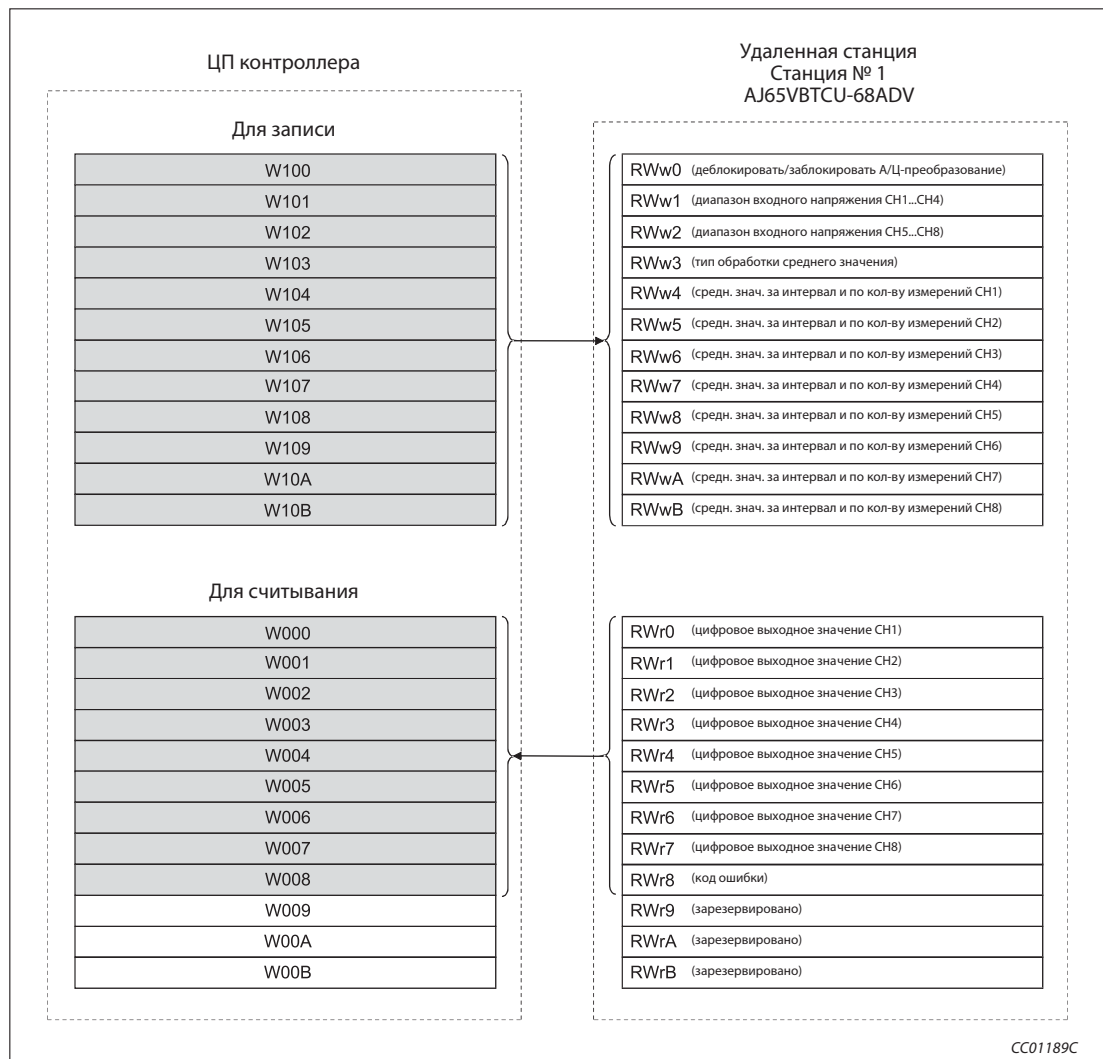 ЦП контроллера
Удаленная станция
Станция № 1
AJ65VBTCU-68ADV
Для записи
W100
W101
W102
W103
W104
W105
W106
W107
W108
W109
W10A
W10B
RWw0 (деблокировать/заблокировать А/Ц-преобразование)
RWw1 (диапазон входного напряжения CH1...CH4)
RWw2 (диапазон входного напряжения CH5...CH8)
RWw3 (тип обработки среднего значения)
RWw4 (средн. знач. за интервал и по кол-ву измерений CH1)
RWw5 (средн. знач. за интервал и по кол-ву измерений CH2)
RWw6 (средн. знач. за интервал и по кол-ву измерений CH3)
RWw7 (средн. знач. за интервал и по кол-ву измерений CH4)
RWw8 (средн. знач. за интервал и по кол-ву измерений CH5)
RWw9 (средн. знач. за интервал и по кол-ву измерений CH6)
RWwA (средн. знач. за интервал и по кол-ву измерений CH7)
RWwB (средн. знач. за интервал и по кол-ву измерений CH8)
Для считывания
W000
W001
W002
W003
W004
W005
W006
W007
W008
W009
W00A
W00B
RWr0 (цифровое выходное значение CH1)
RWr1 (цифровое выходное значение CH2)
RWr2 (цифровое выходное значение CH3)
RWr3 (цифровое выходное значение CH4)
RWr4 (цифровое выходное значение CH5)
RWr5 (цифровое выходное значение CH6)
RWr6 (цифровое выходное значение CH7)
RWr7 (цифровое выходное значение CH8)
RWr8 (код ошибки)
RWr9 (зарезервировано)
RWrA (зарезервировано)
RWrB (зарезервировано)
CC01189C